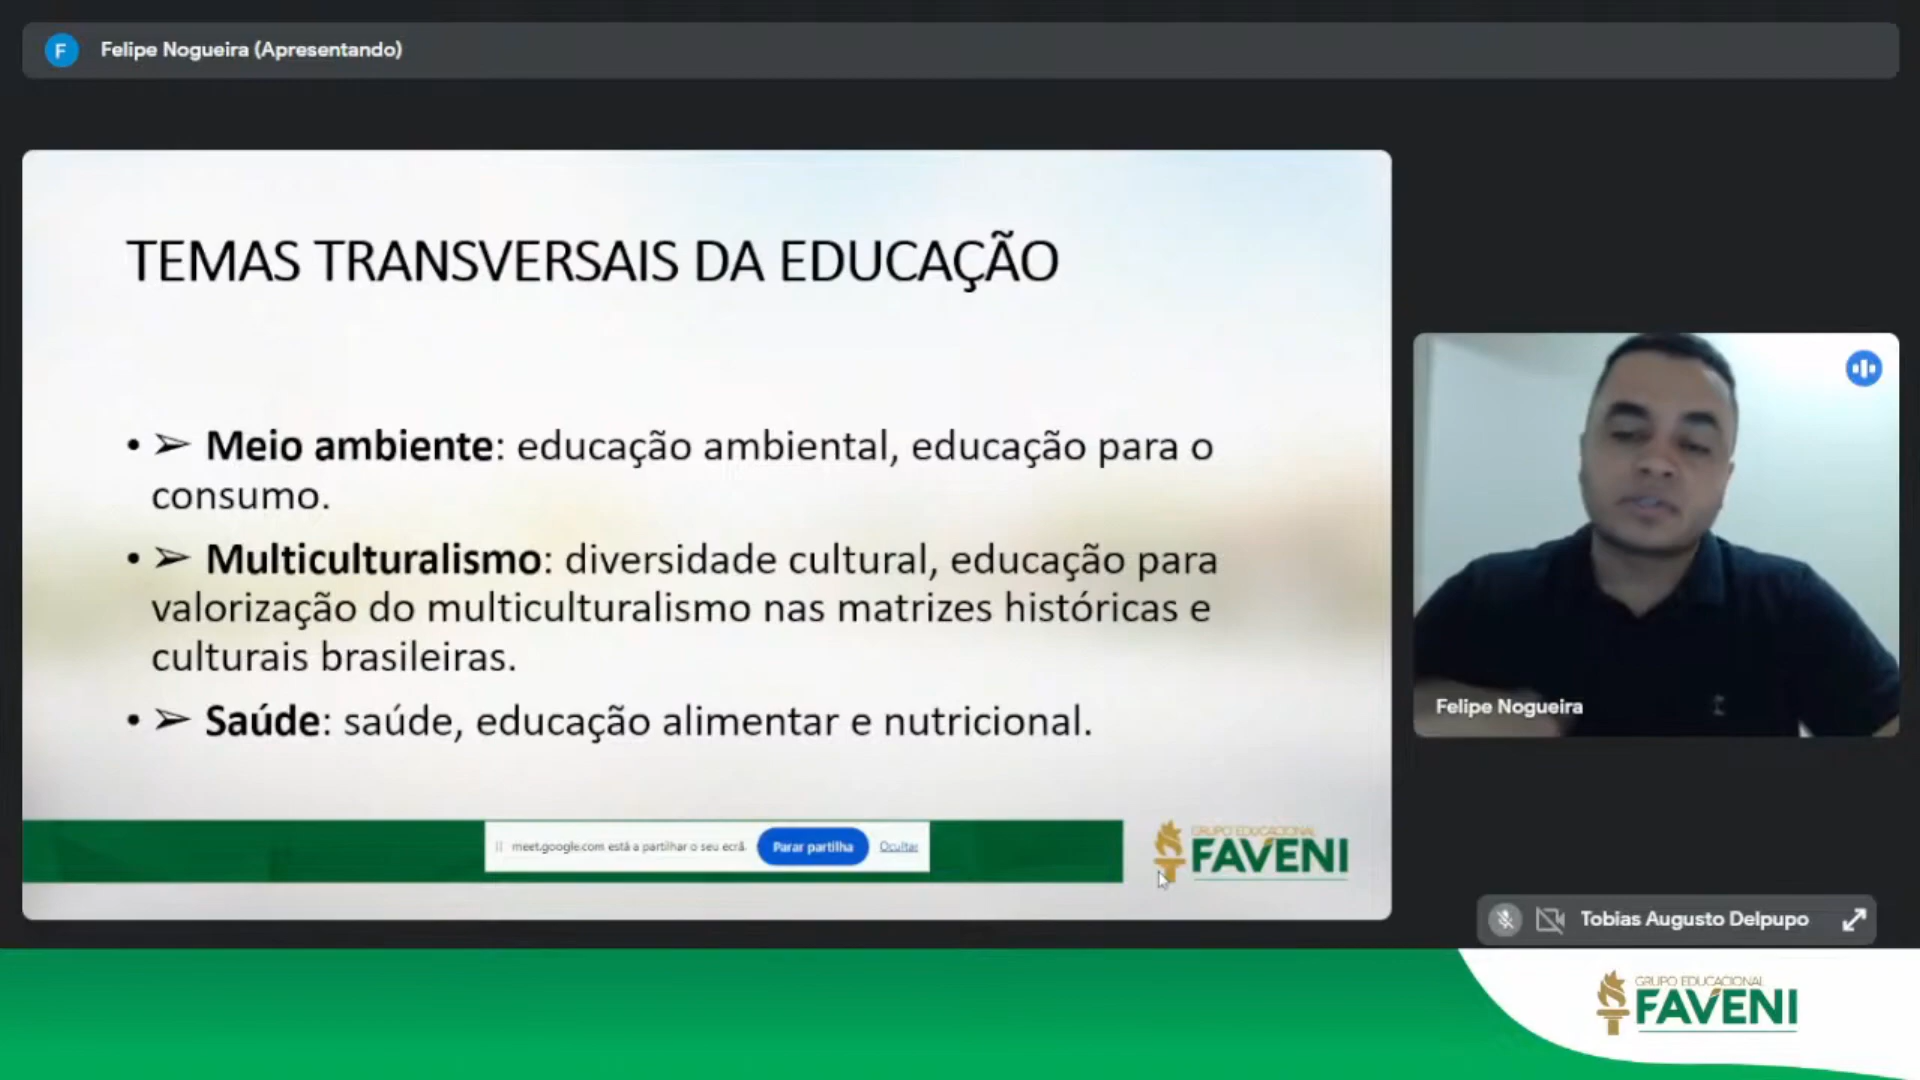 F Felipe Nogueira (Apresentando)
TEMAS TRANSVERSAIS DA EDUCAÇÃO
• ➢ Meio ambiente: educação ambiental, educação para o
consumo.
• ➢ Multiculturalismo: diversidade cultural, educação para
valorização do multiculturalismo nas matrizes históricas e
culturais brasileiras.
• ➢ Saúde: saúde, educação alimentar e nutricional.
meet.google.com está a partilhar o seu ecrã. Parar partilha Ocultar
GRUPO EDUCACIONAL
FAVENI
Felipe Nogueira
Tobias Augusto Delpupo
GRUPO EDUCACIONAL
FAVENI